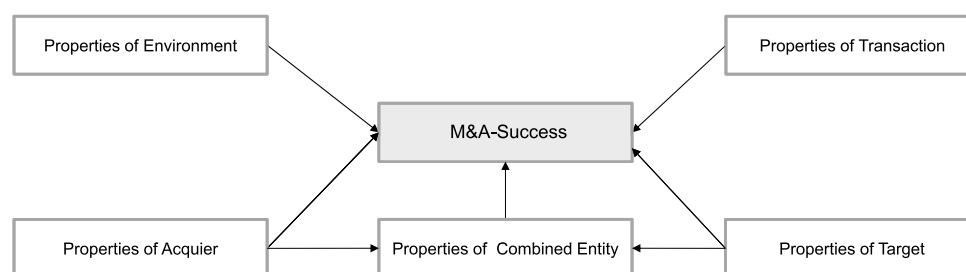 Properties of Environment
Properties of Transaction
M&A-Success
Properties of Acquier
Properties of  Combined Entity
Properties of Target